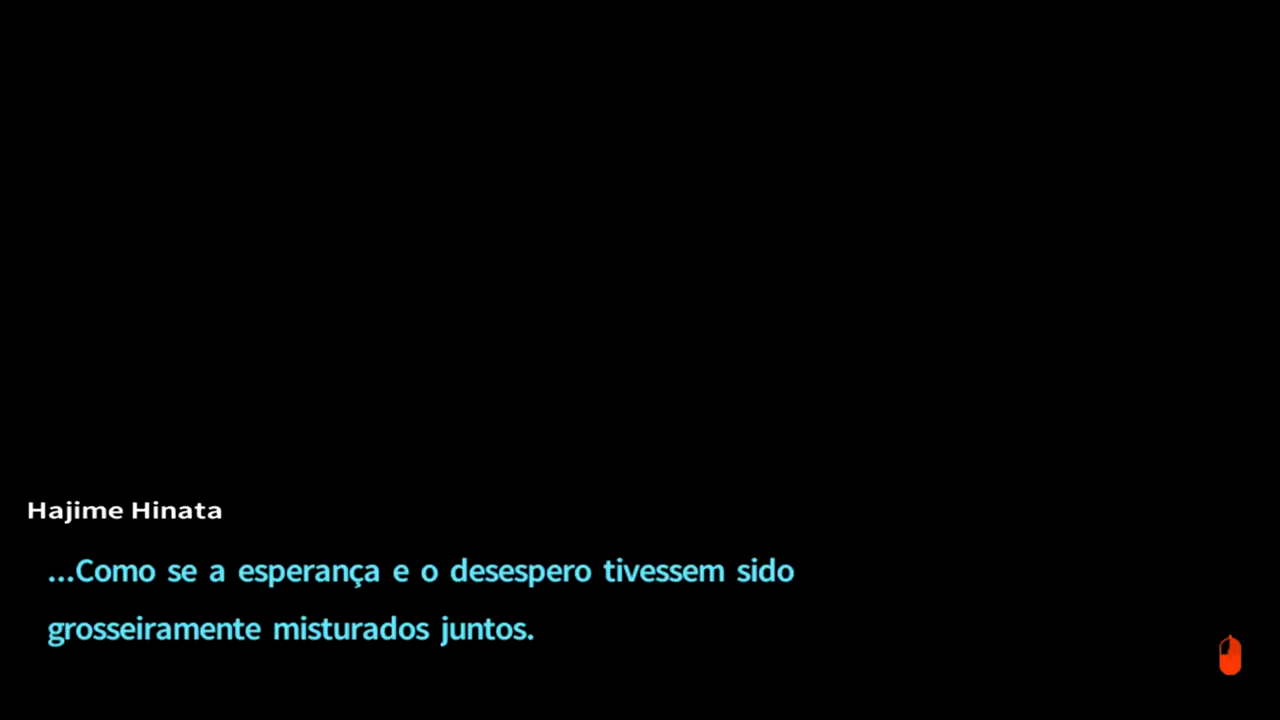 Hajime Hinata
...Como se a esperança e o desespero tivessem sido
grosseiramente misturados juntos.